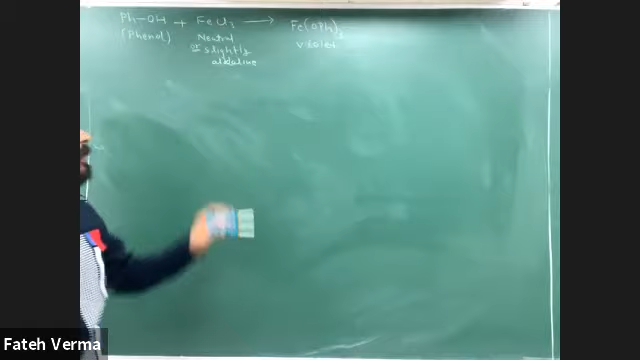 Ph-OH + FeCl3 → Fe(OPh)3
(Phenol) Neutral violet
or slightly
alkaline
Fateh Verma